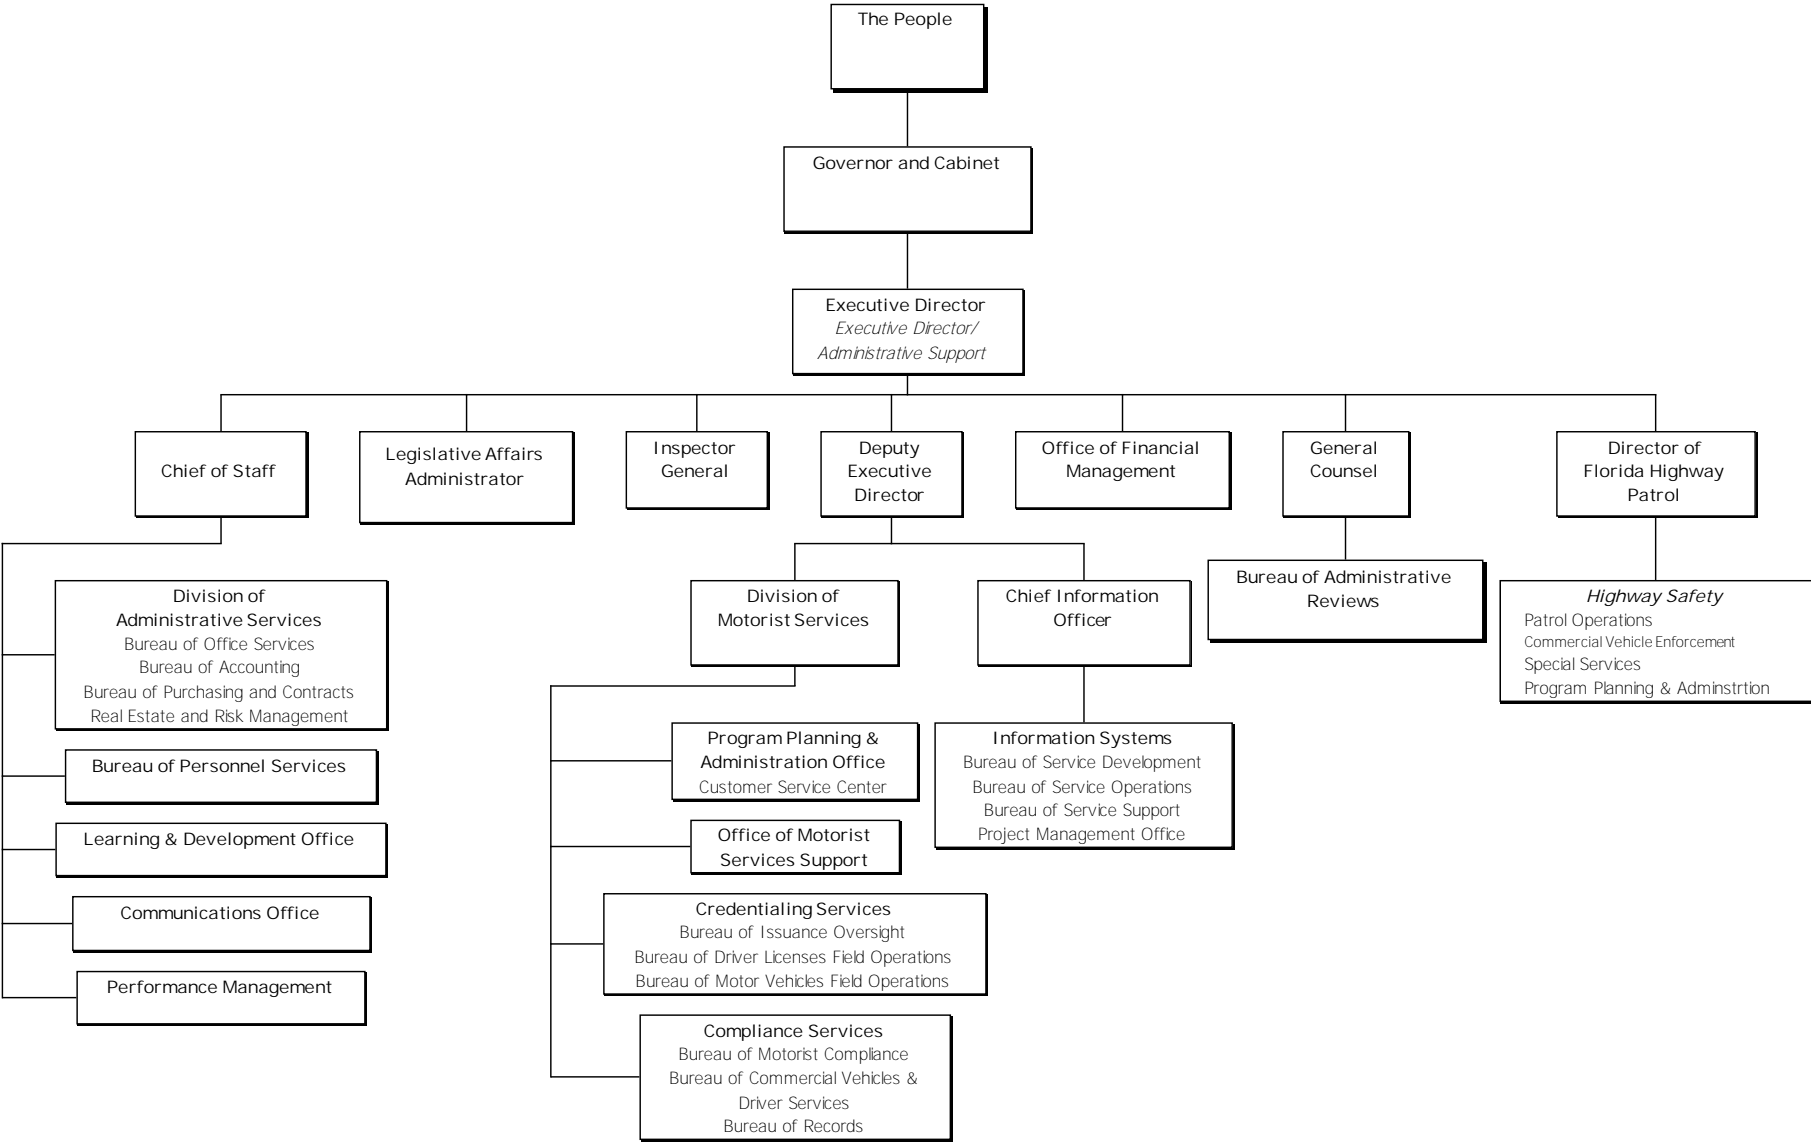 The People
Governor and Cabinet
Executive Director
Executive Director/
Administrative Support
Chief of Staff
Legislative Affairs
Administrator
Inspector
General
Deputy
Executive
Director
Office of Financial
Management
General
Counsel
Director of
Florida Highway
Patrol
Division of
Administrative Services
Bureau of Office Services
Bureau of Accounting
Bureau of Purchasing and Contracts
Real Estate and Risk Management
Bureau of Personnel Services
Learning & Development Office
Communications Office
Performance Management
Division of
Motorist Services
Program Planning &
Administration Office
Customer Service Center
Office of Motorist
Services Support
Credentialing Services
Bureau of Issuance Oversight
Bureau of Driver Licenses Field Operations
Bureau of Motor Vehicles Field Operations
Compliance Services
Bureau of Motorist Compliance
Bureau of Commercial Vehicles &
Driver Services
Bureau of Records
Chief Information
Officer
Information Systems
Bureau of Service Development
Bureau of Service Operations
Bureau of Service Support
Project Management Office
Bureau of Administrative
Reviews
Highway Safety
Patrol Operations
Commercial Vehicle Enforcement
Special Services
Program Planning & Adminstrtion